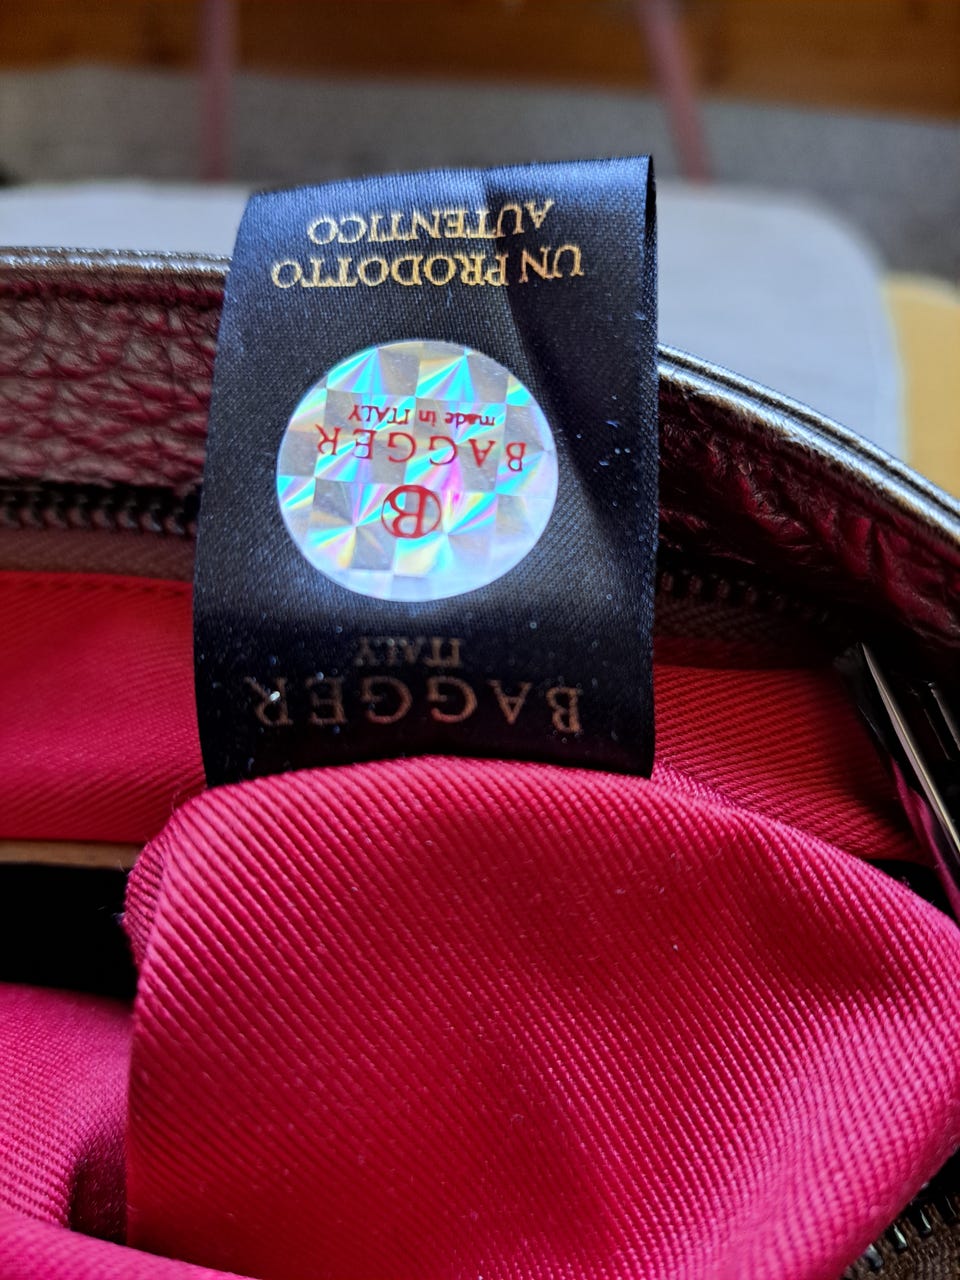 BAGGER
ITALY
B
BAGGER
made in ITALY
UN PRODOTTO
AUTENTICO